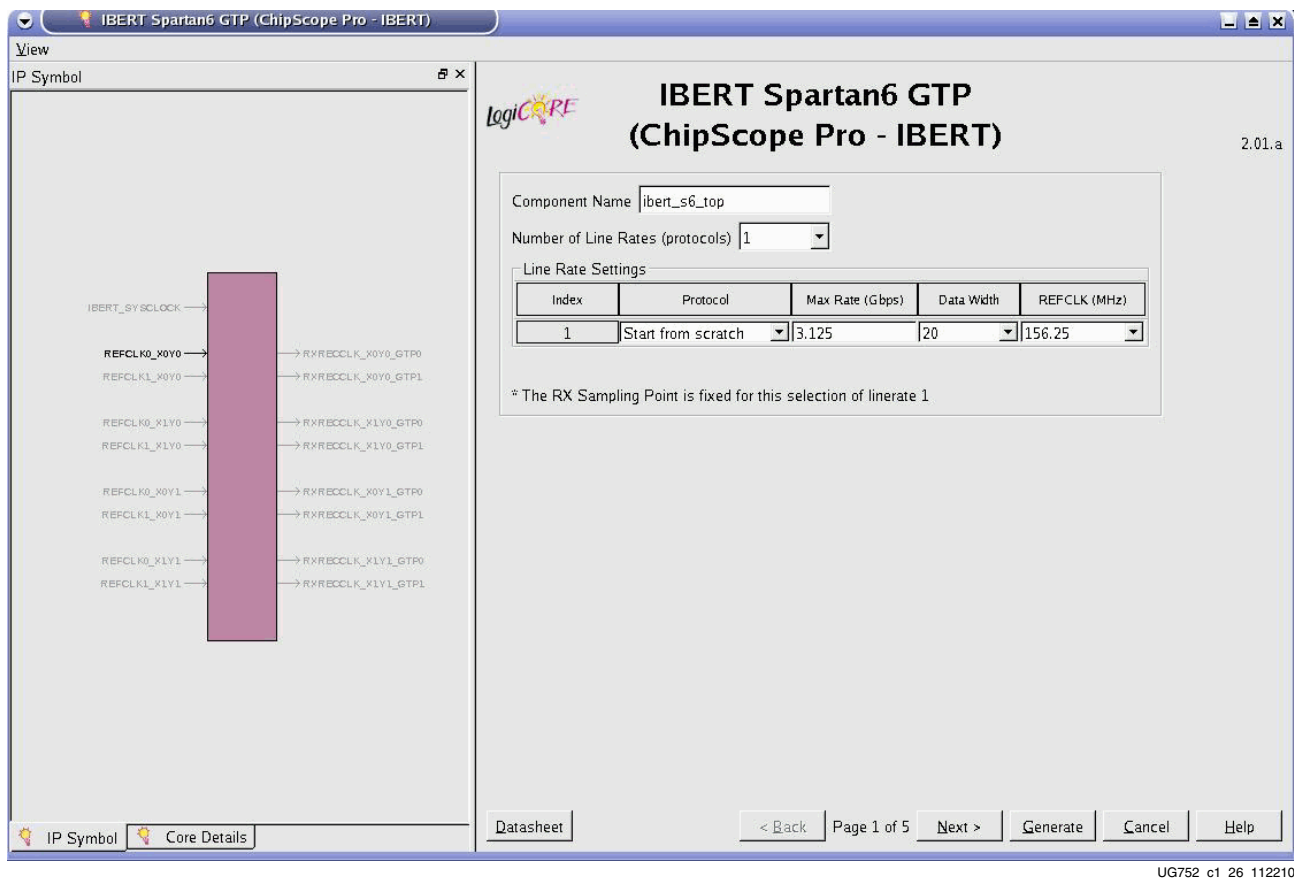 IBERT Spartan6 GTP (ChipScope Pro - IBERT)
View
IP Symbol
IBERT_SYSCLOCK
REFCLK0_X0Y0
RXRECCLK_X0Y0_GTP0
REFCLK1_X0Y0
RXRECCLK_X0Y0_GTP1
REFCLK0_X1Y0
RXRECCLK_X1Y0_GTP0
REFCLK1_X1Y0
RXRECCLK_X1Y0_GTP1
REFCLK0_X0Y1
RXRECCLK_X0Y1_GTP0
REFCLK1_X0Y1
RXRECCLK_X0Y1_GTP1
REFCLK0_X1Y1
RXRECCLK_X1Y1_GTP0
REFCLK1_X1Y1
RXRECCLK_X1Y1_GTP1
IP Symbol Core Details
LogiCORE
IBERT Spartan6 GTP
(ChipScope Pro - IBERT)
2.01.a
Component Name ibert_s6_top
Number of Line Rates (protocols) 1
Line Rate Settings
Index Protocol Max Rate (Gbps) Data Width REFCLK (MHz)
1 Start from scratch 3.125 20 156.25
* The RX Sampling Point is fixed for this selection of linerate 1
Datasheet < Back Page 1 of 5 Next > Generate Cancel Help
UG752_c1_26_112210